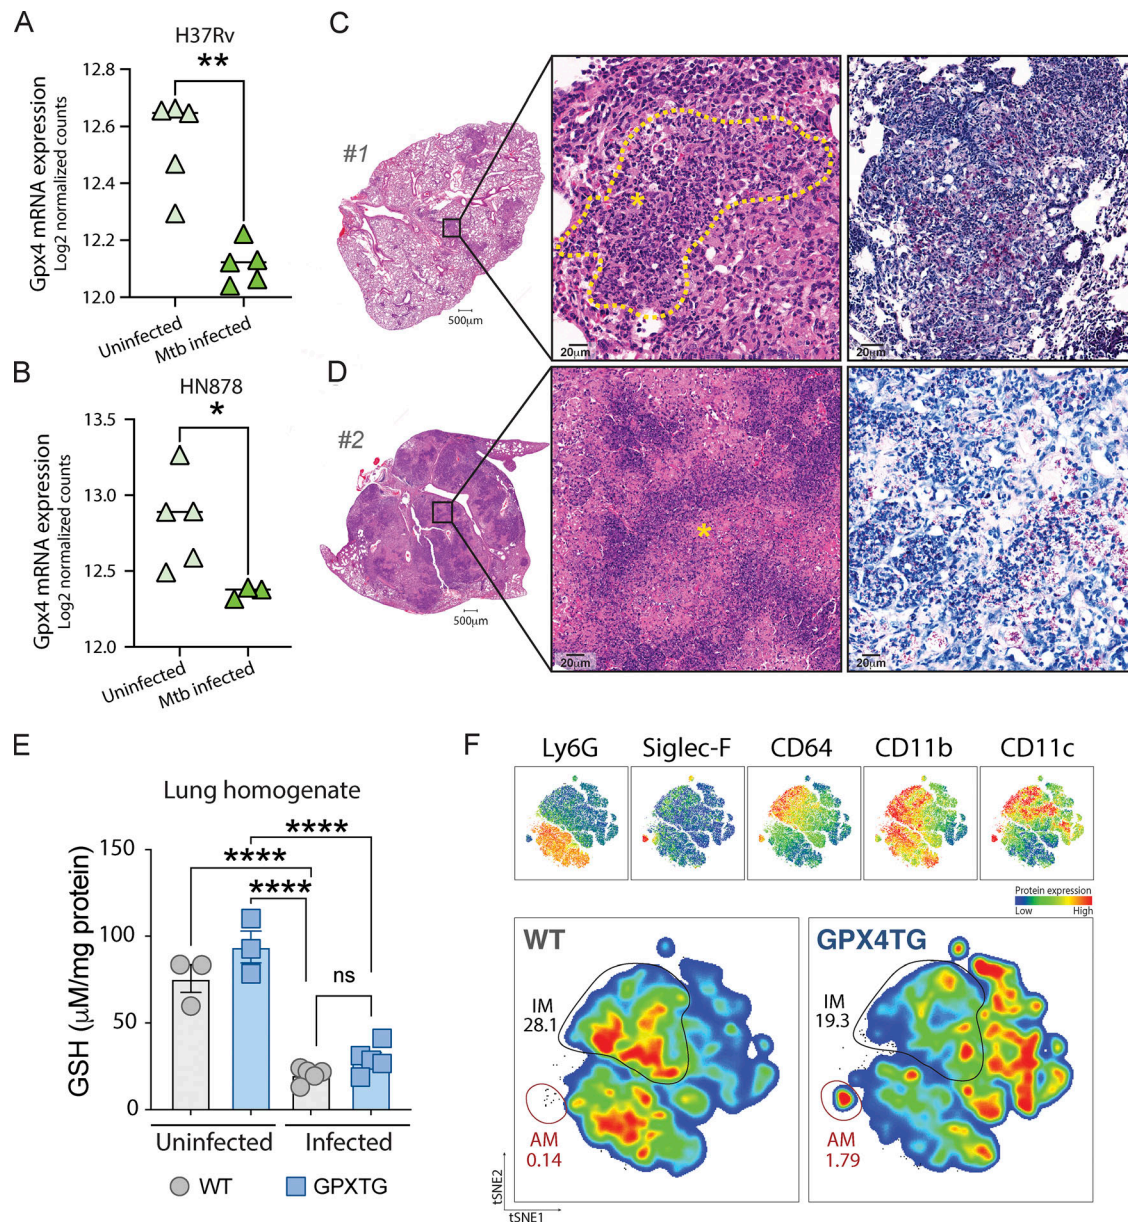 A
H37Rv
**
Gpx4 mRNA expression
Log2 normalized counts
12.8
12.6
12.4
12.2
12.0
Uninfected
Mtb infected
B
HN878
*
Gpx4 mRNA expression
Log2 normalized counts
13.5
13.0
12.5
12.0
Uninfected
Mtb infected
C
#1
500μm
*
20μm
20μm
D
#2
500μm
*
20μm
20μm
E
Lung homogenate
****
****
****
ns
GSH (μM/mg protein)
150
100
50
0
Uninfected
Infected
WT
GPXTG
F
Ly6G
Siglec-F
CD64
CD11b
CD11c
Protein expression
Low
High
WT
IM
28.1
AM
0.14
GPX4TG
IM
19.3
AM
1.79
tSNE2
tSNE1